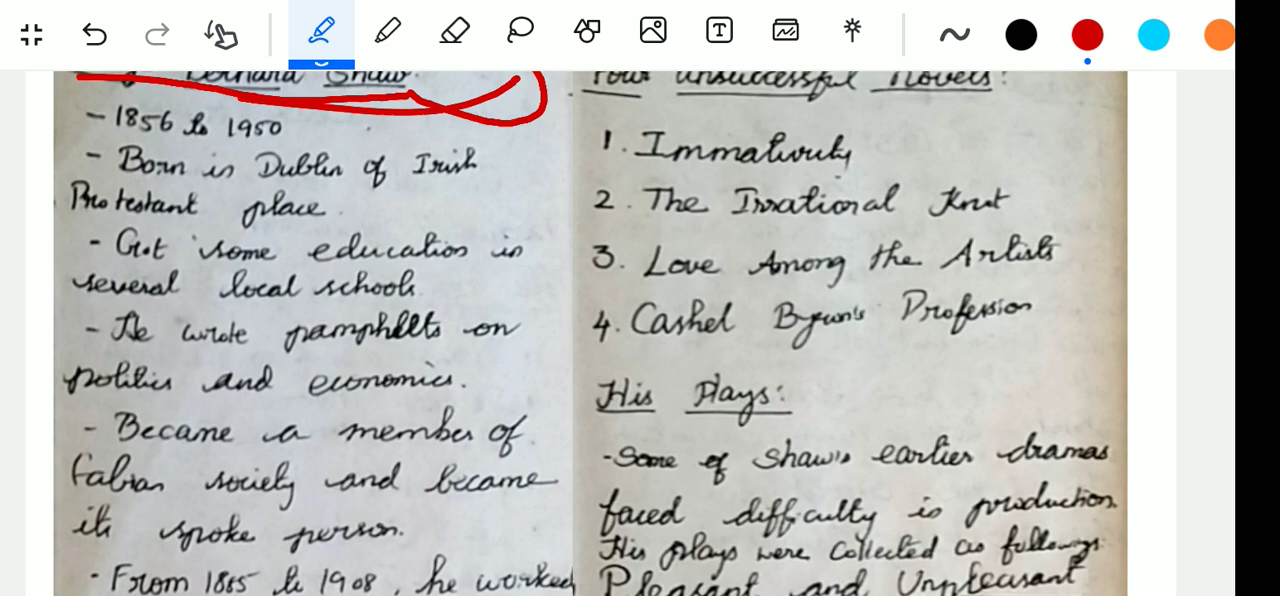 Bernard Shaw.
- 1856 to 1950
- Born in Dublin of Irish
Protestant place.
- Got some education in
several local schools.
- He wrote pamphlets on
politics and economics.
- Became a member of
Fabian society and became
its spoke person.
- From 1885 to 1908, he worked
Four unsuccessful Novels:
1. Immaturity
2. The Irrational Knot
3. Love Among the Artists
4. Cashel Byron's Profession
His Plays:
- Some of Shaw's earlier dramas
faced difficulty in production.
His plays were collected as follows:
Pleasant and Unpleasant